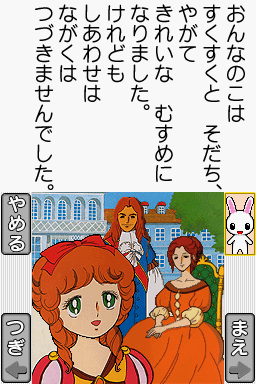 おんなのこは
すくすくと　そだち、
やがて
きれいな　むすめに
なりました。
けれども
しあわせは
ながくは
つづきませんでした。
やめる
つぎ
まえ